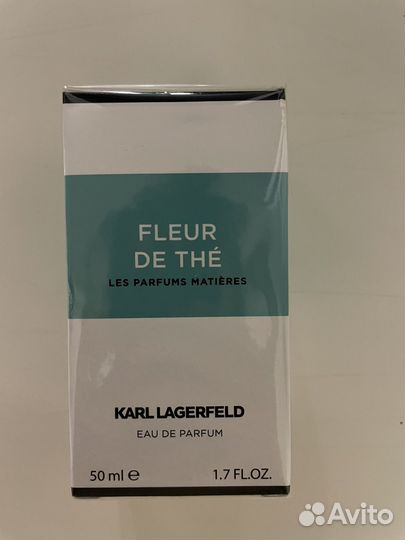 FLEUR
DE THÉ
LES PARFUMS MATIÈRES
KARL LAGERFELD
EAU DE PARFUM
50 ml ℮ 1.7 FL.OZ.
Avito